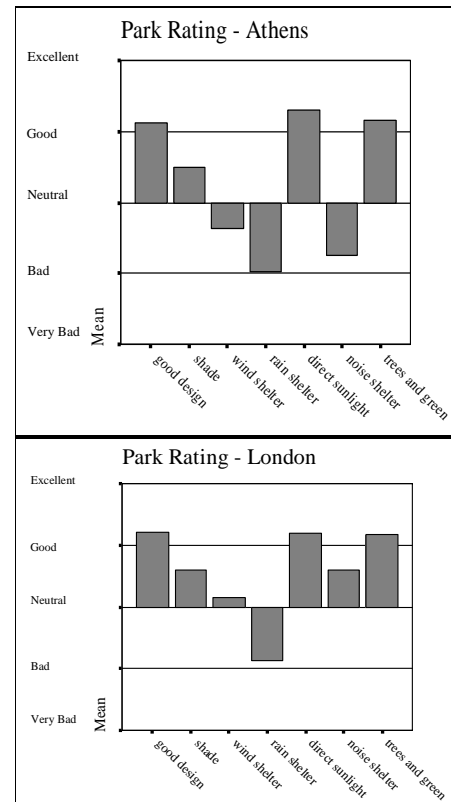 Park Rating - Athens
Excellent
Good
Neutral
Bad
Very Bad
Mean
good design
shade
wind shelter
rain shelter
direct sunlight
noise shelter
trees and green
Park Rating - London
Excellent
Good
Neutral
Bad
Very Bad
Mean
good design
shade
wind shelter
rain shelter
direct sunlight
noise shelter
trees and green